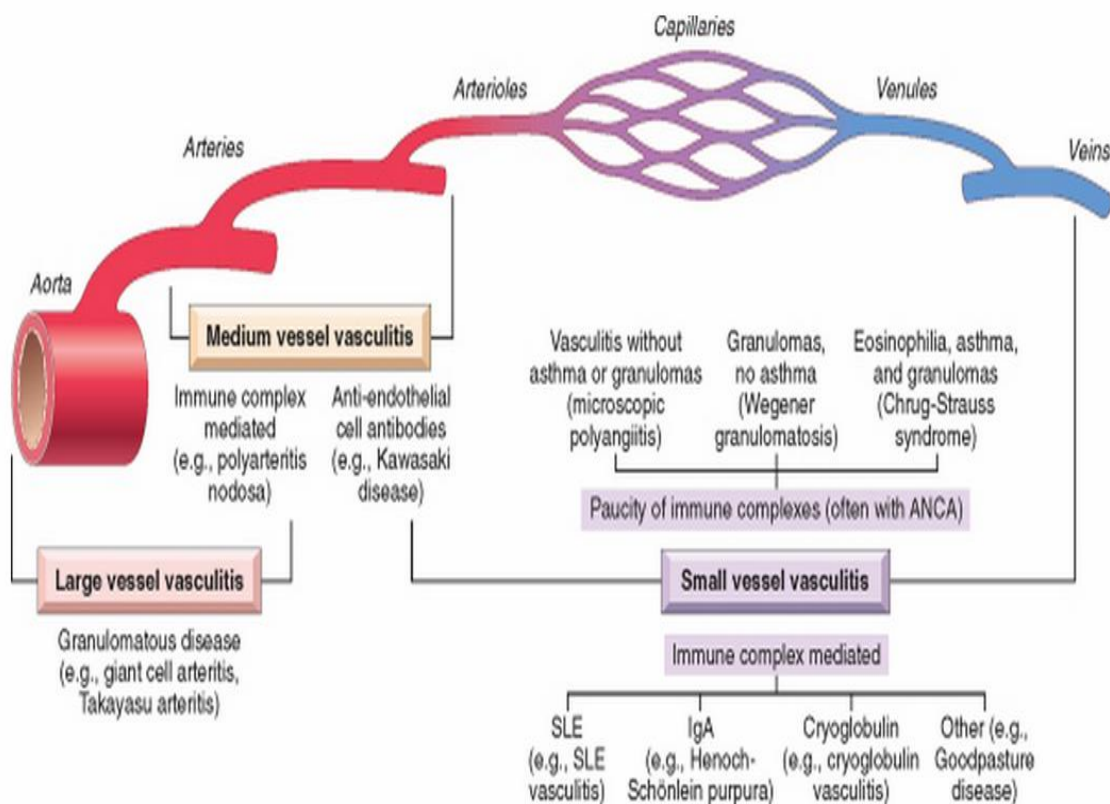 Capillaries
Arterioles
Venules
Arteries
Veins
Aorta
Medium vessel vasculitis
Immune complex
mediated
(e.g., polyarteritis
nodosa)
Anti-endothelial
cell antibodies
(e.g., Kawasaki
disease)
Vasculitis without
asthma or granulomas
(microscopic
polyangiitis)
Granulomas,
no asthma
(Wegener
granulomatosis)
Eosinophilia, asthma,
and granulomas
(Chrug-Strauss
syndrome)
Paucity of immune complexes (often with ANCA)
Large vessel vasculitis
Granulomatous disease
(e.g., giant cell arteritis,
Takayasu arteritis)
Small vessel vasculitis
Immune complex mediated
SLE
(e.g., SLE
vasculitis)
IgA
(e.g., Henoch-
Schönlein purpura)
Cryoglobulin
(e.g., cryoglobulin
vasculitis)
Other (e.g.,
Goodpasture
disease)